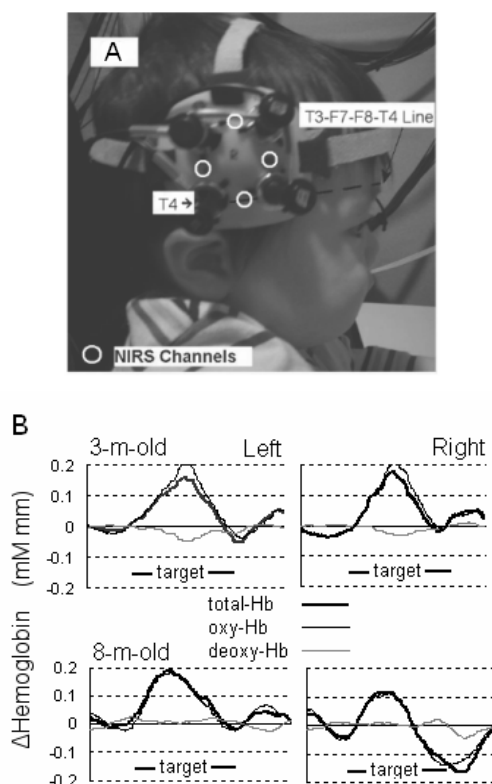 A
T3-F7-F8-T4 Line
T4 →
NIRS Channels
B
3-m-old Left Right
0.2
0.1
0
-0.1
-0.2
target target
ΔHemoglobin (mM mm)
total-Hb
oxy-Hb
deoxy-Hb
8-m-old
0.2
0.1
0
-0.1
-0.2
target target